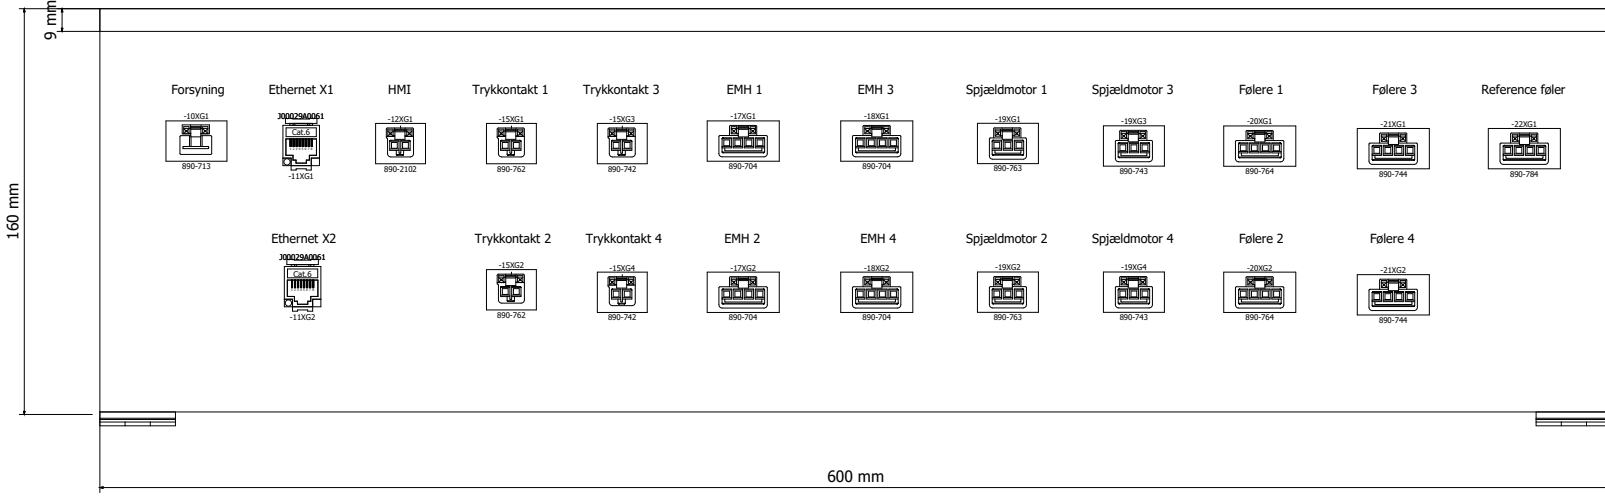 9 mm
Forsyning Ethernet X1 HMI Trykkontakt 1 Trykkontakt 3 EMH 1 EMH 3 Spjældmotor 1 Spjældmotor 3 Følere 1 Følere 3 Reference føler
-10XG1 J00029A0061 -12XG1 -15XG1 -15XG3 -17XG1 -18XG1 -19XG1 -19XG3 -20XG1 -21XG1 -22XG1
Cat.6
890-713 -11XG1 890-2102 890-762 890-742 890-704 890-704 890-763 890-743 890-764 890-744 890-784
160 mm
Ethernet X2 Trykkontakt 2 Trykkontakt 4 EMH 2 EMH 4 Spjældmotor 2 Spjældmotor 4 Følere 2 Følere 4
J00029A0061 -15XG2 -15XG4 -17XG2 -18XG2 -19XG2 -19XG4 -20XG2 -21XG2
Cat.6
-11XG2 890-762 890-742 890-704 890-704 890-763 890-743 890-764 890-744
600 mm